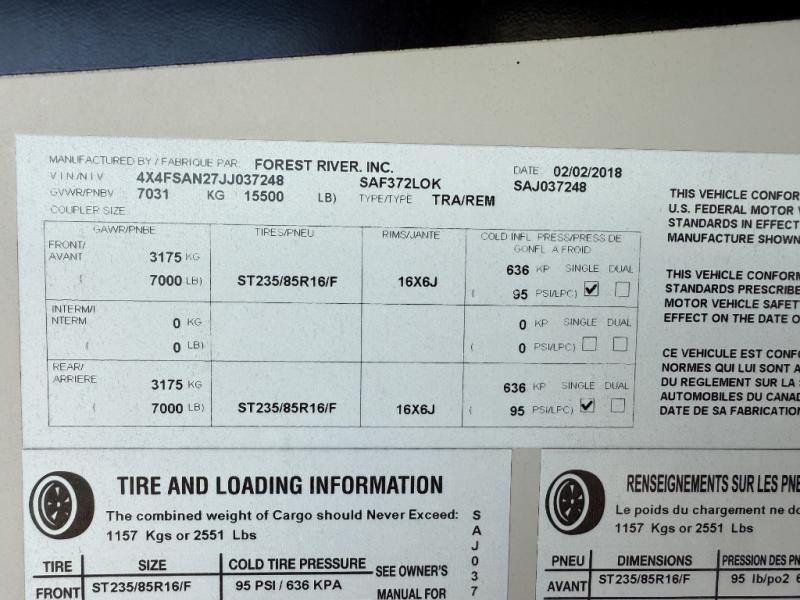 MANUFACTURED BY / FABRIQUE PAR: FOREST RIVER, INC. DATE: 02/02/2018
VIN/NIV 4X4FSAN27JJ037248 SAF372LOK SAJ037248
GVWR/PNBV 7031 KG 15500 LB) TYPE/TYPE TRA/REM
COUPLER SIZE
GAWR/PNBE TIRES/PNEU RIMS/JANTE COLD INFL PRESS/PRESS DE
GONFL A FROID
FRONT/
AVANT 3175 KG 636 KP SINGLE DUAL
( 7000 LB) ST235/85R16/F 16X6J ( 95 PSI/LPC)
INTERM/I
NTERM 0 KG 0 KP SINGLE DUAL
( 0 LB) ( 0 PSI/LPC)
REAR/
ARRIERE 3175 KG 636 KP SINGLE DUAL
( 7000 LB) ST235/85R16/F 16X6J ( 95 PSI/LPC)
THIS VEHICLE CONFOR
U.S. FEDERAL MOTOR
STANDARDS IN EFFECT
MANUFACTURE SHOWN
THIS VEHICLE CONFORM
STANDARDS PRESCRIBE
MOTOR VEHICLE SAFET
EFFECT ON THE DATE O
CE VEHICULE EST CONFO
NORMES QUI LUI SONT A
DU REGLEMENT SUR LA
AUTOMOBILES DU CANAD
DATE DE SA FABRICATION
TIRE AND LOADING INFORMATION
The combined weight of Cargo should Never Exceed:
1157 Kgs or 2551 Lbs
TIRE SIZE COLD TIRE PRESSURE SEE OWNER'S
FRONT ST235/85R16/F 95 PSI / 636 KPA MANUAL FOR
S
A
J
0
3
7
RENSEIGNEMENTS SUR LES PNE
Le poids du chargement ne do
1157 Kgs or 2551 Lbs
PNEU DIMENSIONS PRESSION DES PN
AVANT ST235/85R16/F 95 lb/po2 6